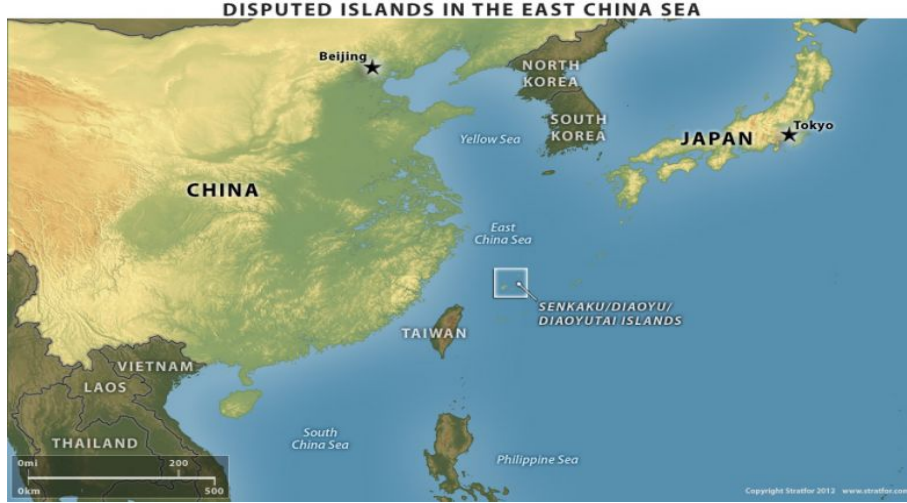 DISPUTED ISLANDS IN THE EAST CHINA SEA
Beijing
NORTH
KOREA
SOUTH
KOREA
Yellow Sea
JAPAN
Tokyo
CHINA
East
China Sea
SENKAKU/DIAOYU/
DIAOYUTAI ISLANDS
TAIWAN
VIETNAM
LAOS
THAILAND
South
China Sea
Philippine Sea
0mi 200
0km 500
Copyright Stratfor 2012 www.stratfor.com